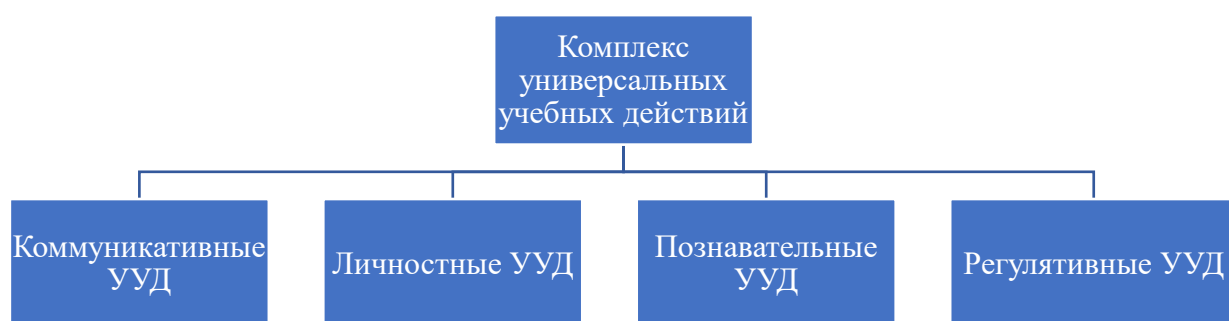 Комплекс
универсальных
учебных действий
Коммуникативные
УУД
Личностные УУД
Познавательные
УУД
Регулятивные УУД